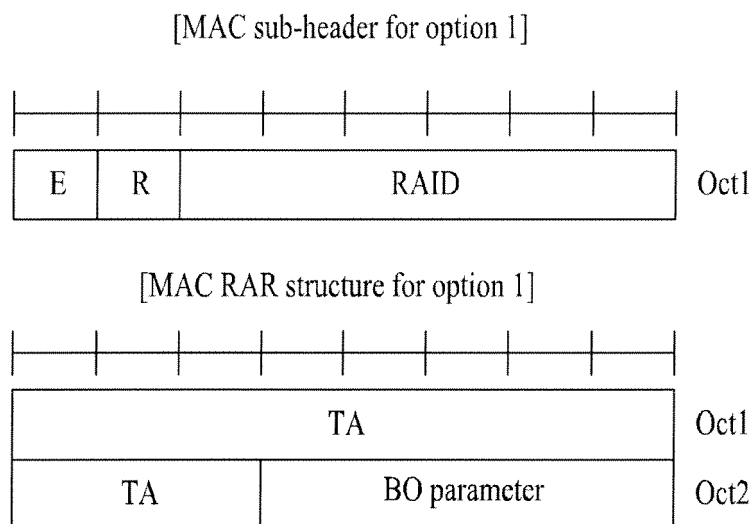 [MAC sub-header for option 1]
E R RAID Oct1
[MAC RAR structure for option 1]
TA Oct1
TA BO parameter Oct2